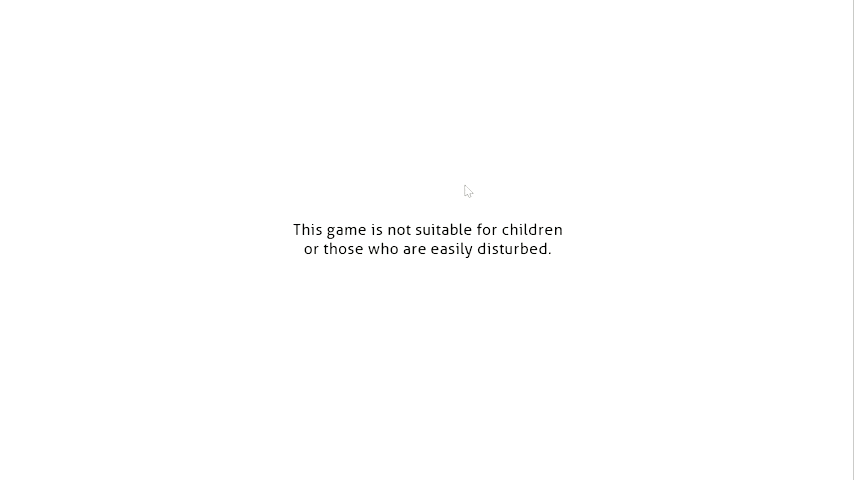 This game is not suitable for children
or those who are easily disturbed.